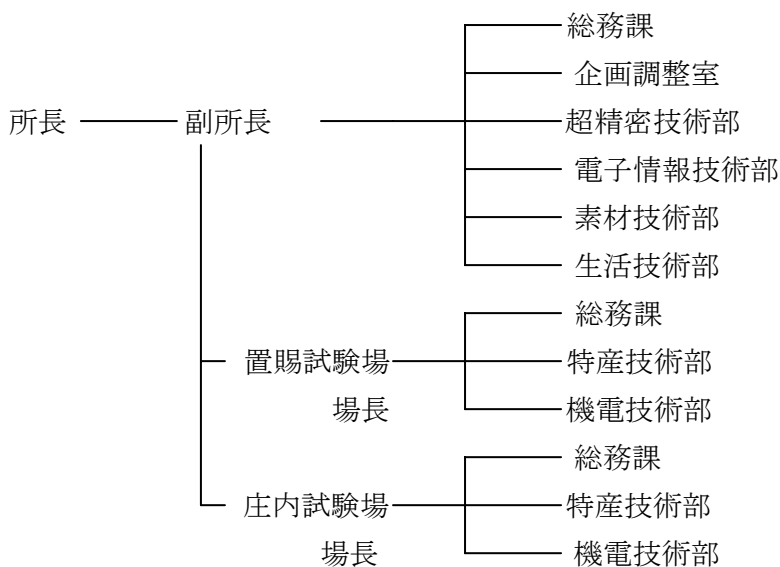 総務課
企画調整室
所長 副所長 超精密技術部
電子情報技術部
素材技術部
生活技術部
総務課
置賜試験場 特産技術部
場長 機電技術部
総務課
庄内試験場 特産技術部
場長 機電技術部